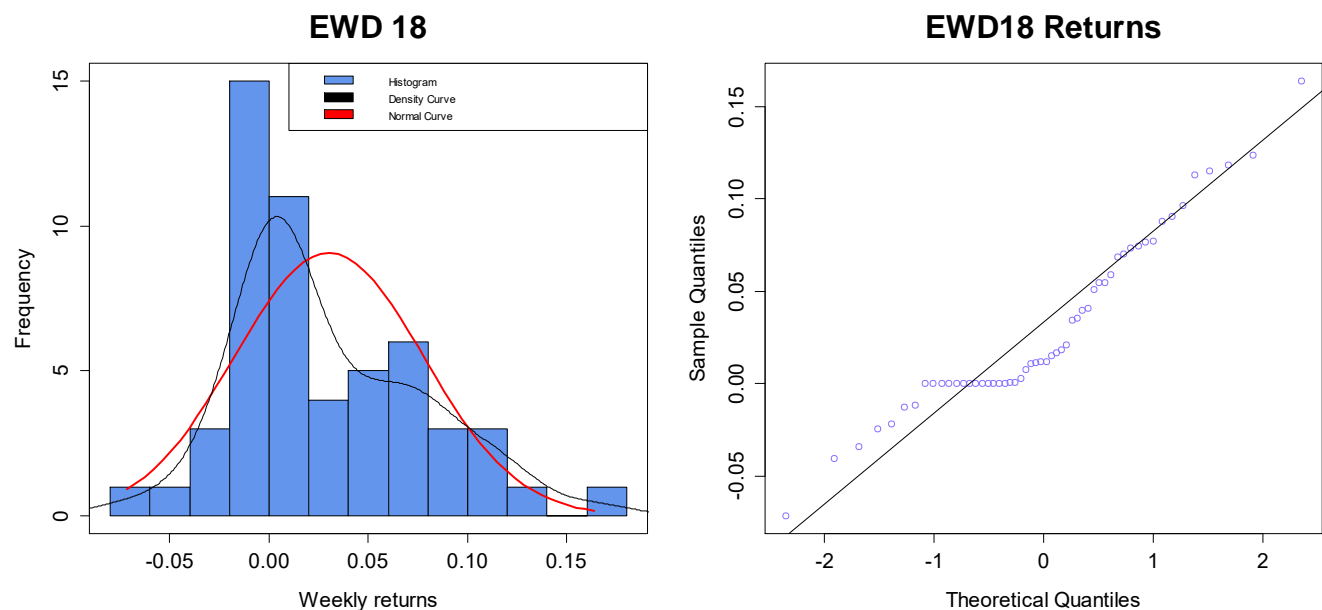 EWD 18
Histogram
Density Curve
Normal Curve
Frequency
15
10
5
0
-0.05 0.00 0.05 0.10 0.15
Weekly returns
EWD18 Returns
Sample Quantiles
0.15
0.10
0.05
0.00
-0.05
-2 -1 0 1 2
Theoretical Quantiles